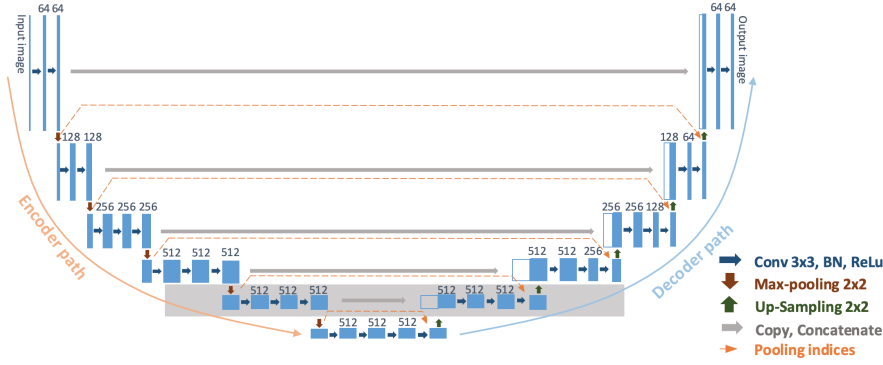 Input image
64 64
64 64
Output image
128 128
128 64
256 256 256
256 256 128
512 512 512
512 512 256
512 512 512
512 512 512
512 512 512
Encoder path
Decoder path
Conv 3x3, BN, ReLu
Max-pooling 2x2
Up-Sampling 2x2
Copy, Concatenate
Pooling indices